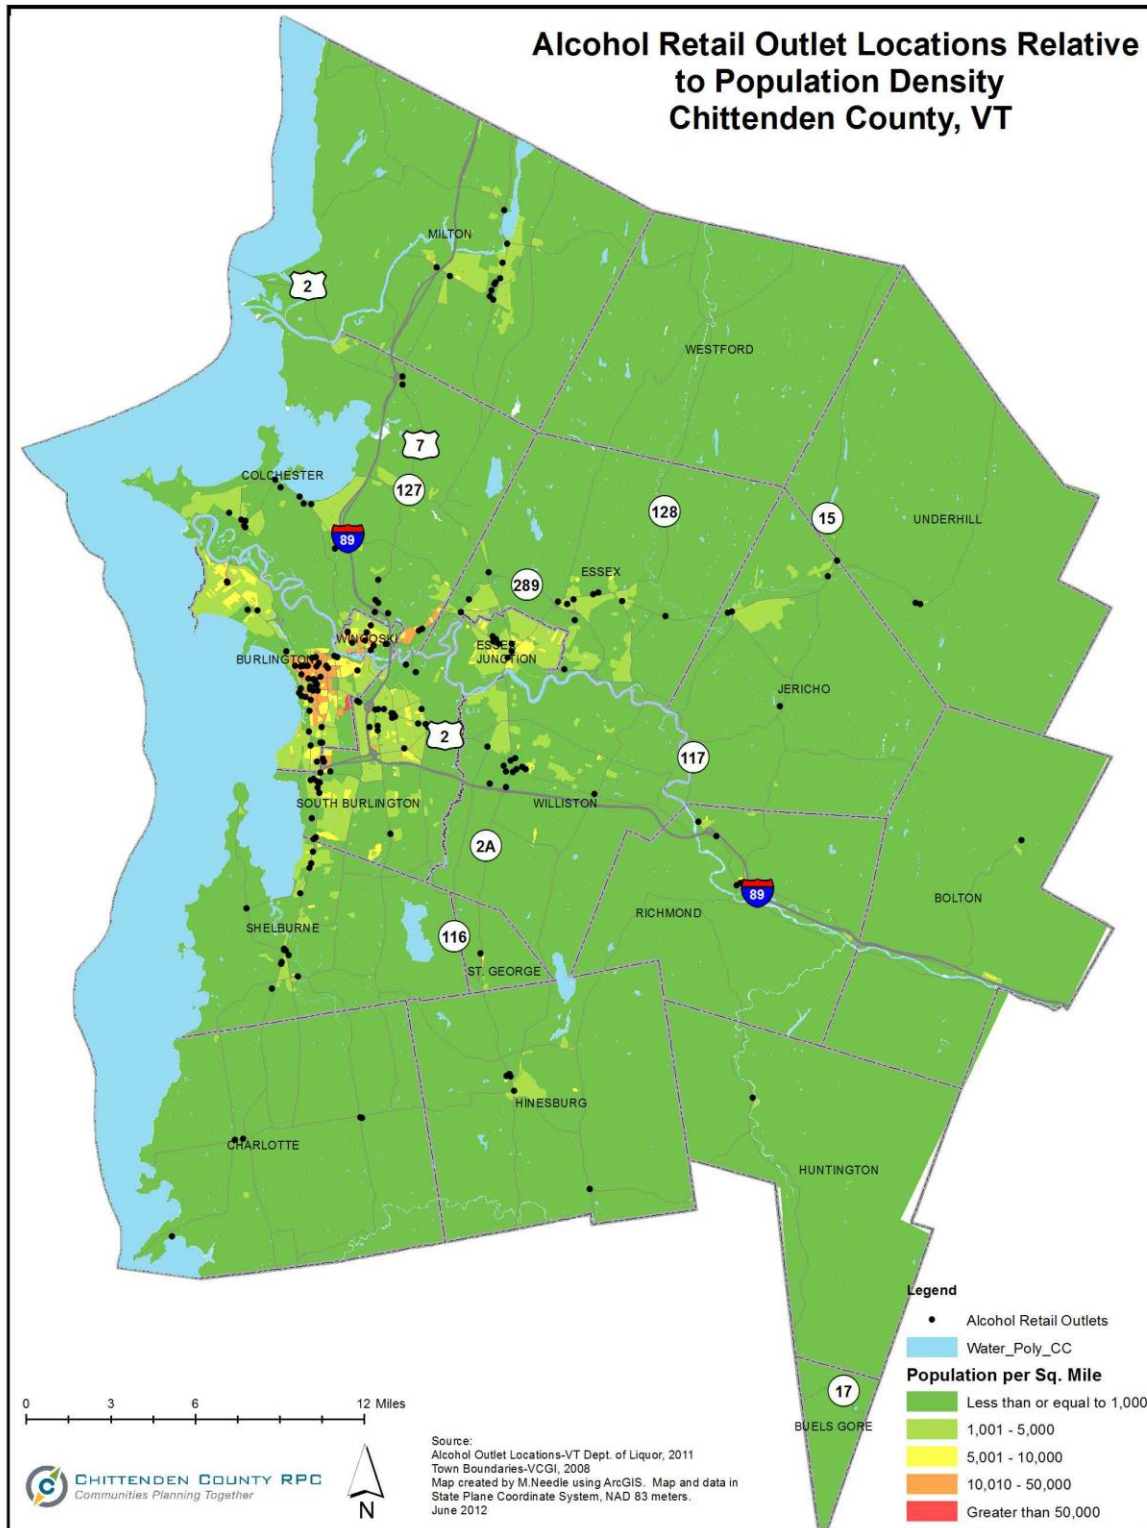 Alcohol Retail Outlet Locations Relative
to Population Density
Chittenden County, VT
MILTON
2
WESTFORD
7
COLCHESTER
127
128
15
UNDERHILL
89
289
ESSEX
WINOOSKI
ESSEX
JUNCTION
BURLINGTON
JERICHO
2
117
SOUTH BURLINGTON
WILLISTON
2A
89
BOLTON
RICHMOND
SHELBURNE
116
ST. GEORGE
HINESBURG
CHARLOTTE
HUNTINGTON
Legend
Alcohol Retail Outlets
Water_Poly_CC
Population per Sq. Mile
Less than or equal to 1,000
1,001 - 5,000
5,001 - 10,000
10,010 - 50,000
Greater than 50,000
17
BUELS GORE
0 3 6 12 Miles
CHITTENDEN COUNTY RPC
Communities Planning Together
N
Source:
Alcohol Outlet Locations-VT Dept. of Liquor, 2011
Town Boundaries-VCGI, 2008
Map created by M.Needle using ArcGIS. Map and data in
State Plane Coordinate System, NAD 83 meters.
June 2012